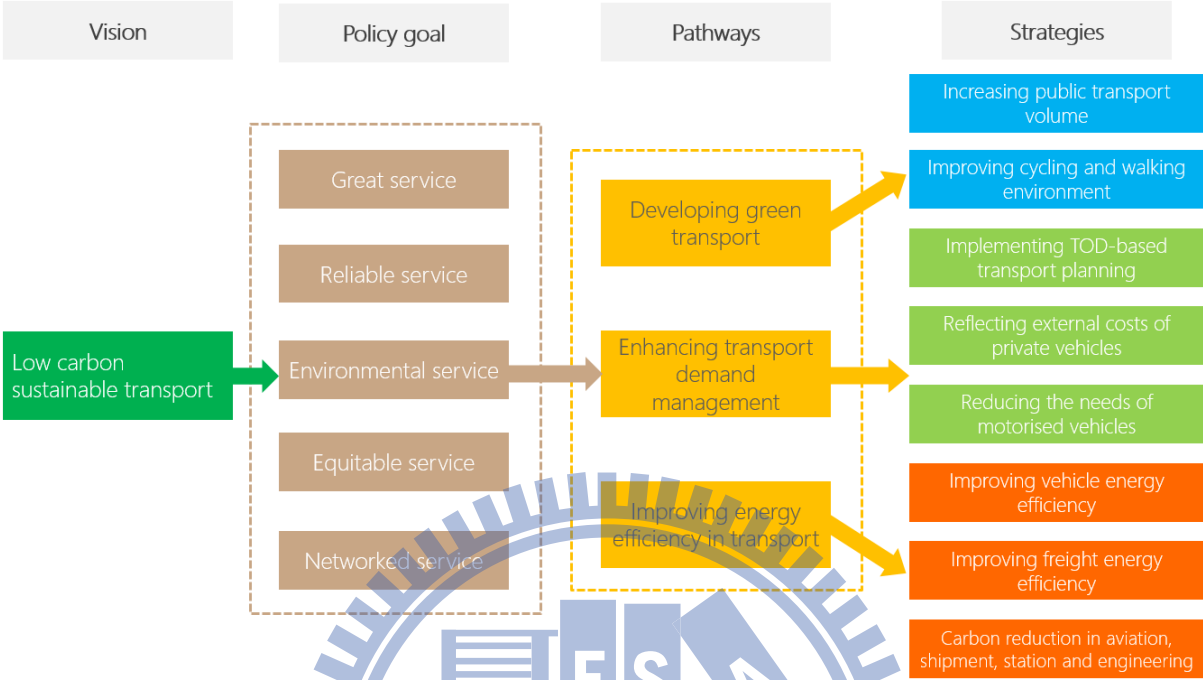 Vision
Policy goal
Pathways
Strategies
Low carbon
sustainable transport
Great service
Reliable service
Environmental service
Equitable service
Networked service
Developing green
transport
Enhancing transport
demand
management
Improving energy
efficiency in transport
Increasing public transport
volume
Improving cycling and walking
environment
Implementing TOD-based
transport planning
Reflecting external costs of
private vehicles
Reducing the needs of
motorised vehicles
Improving vehicle energy
efficiency
Improving freight energy
efficiency
Carbon reduction in aviation,
shipment, station and engineering
ESA